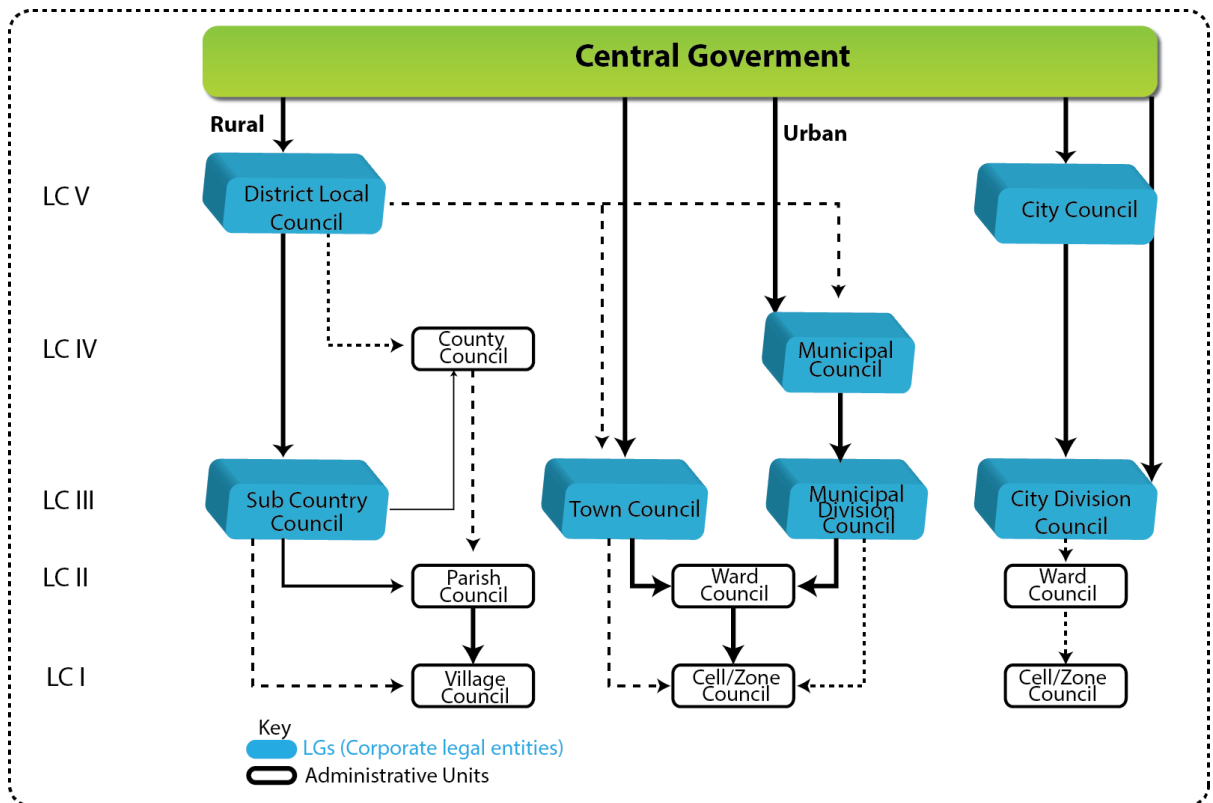 Central Goverment
Rural
Urban
LC V
District Local
Council
City Council
LC IV
County
Council
Municipal
Council
LC III
Sub Country
Council
Town Council
Municipal
Division
Council
City Division
Council
LC II
Parish
Council
Ward
Council
Ward
Council
LC I
Village
Council
Cell/Zone
Council
Cell/Zone
Council
Key
LGs (Corporate legal entities)
Administrative Units